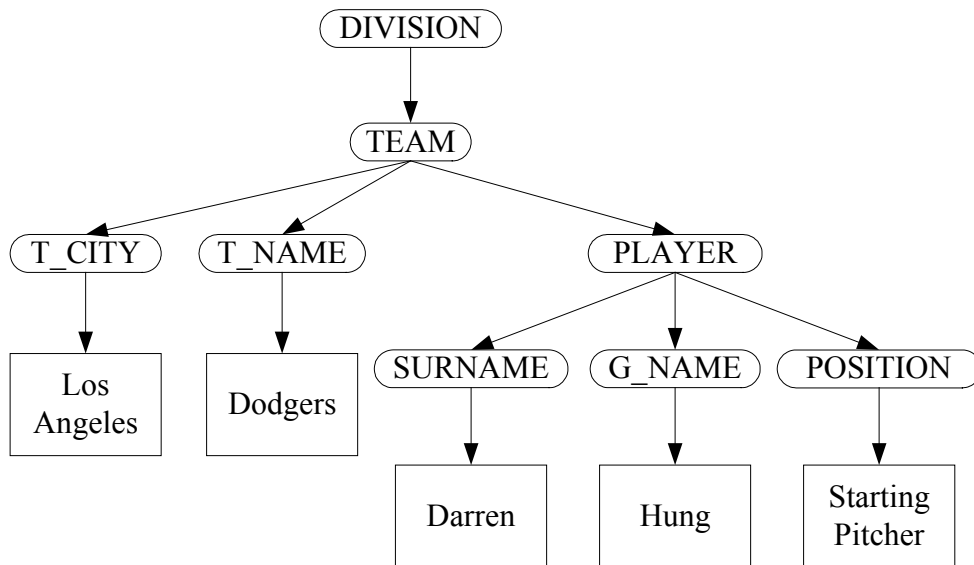 DIVISION
TEAM
T_CITY
T_NAME
PLAYER
Los
Angeles
Dodgers
SURNAME
G_NAME
POSITION
Darren
Hung
Starting
Pitcher